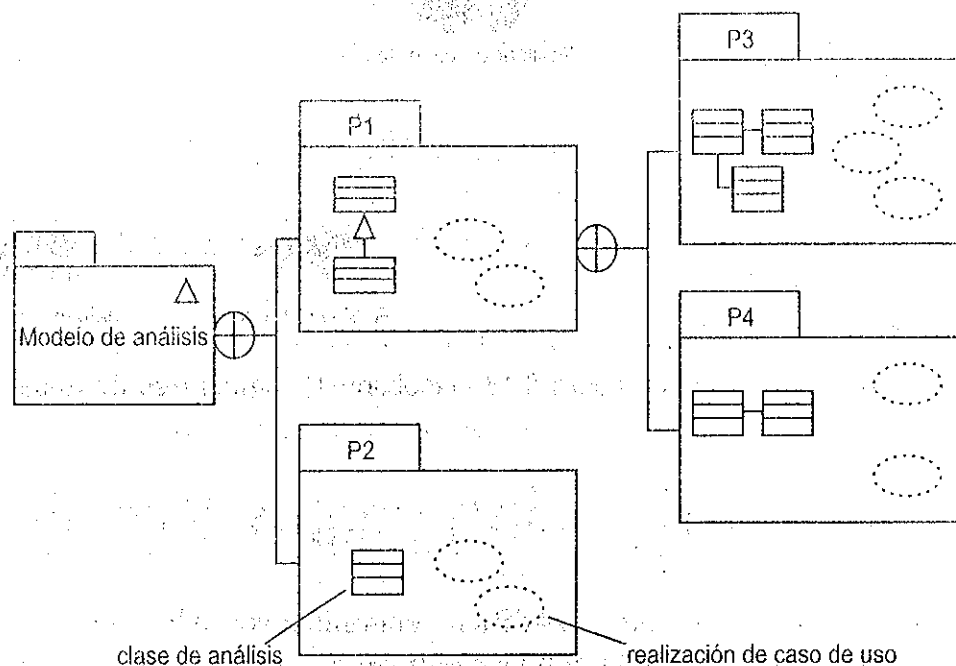 P3
P1
Modelo de análisis
P4
P2
clase de análisis
realización de caso de uso